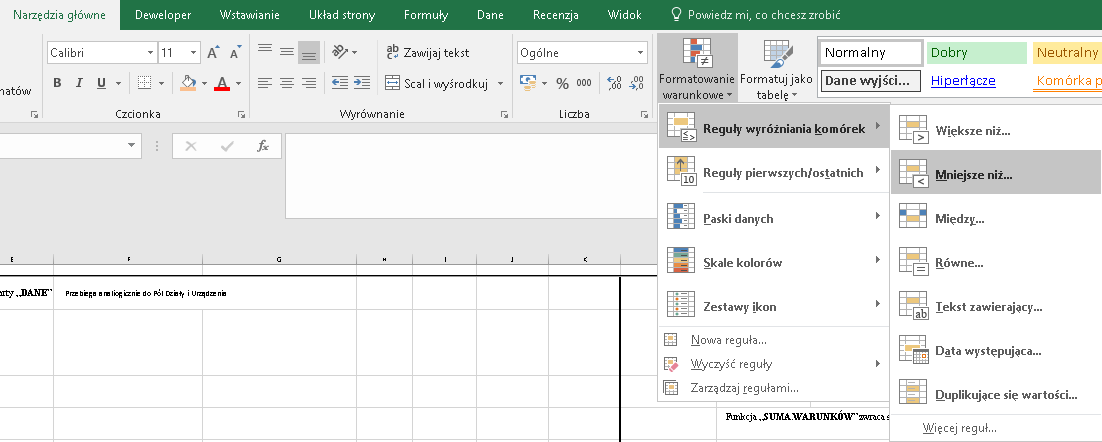 Narzędzia główne Deweloper Wstawianie Układ strony Formuły Dane Recenzja Widok Powiedz mi, co chcesz zrobić
Calibri 11 A A ab Zawijaj tekst Ogólne
B I U A Scal i wyśrodkuj % 000
natów Czcionka Wyrównanie Liczba
Formatowanie warunkowe
Formatuj jako tabelę
Normalny Dobry Neutralny
Dane wyjści... Hiperłącze Komórka p
fx
Reguły wyróżniania komórek
Reguły pierwszych/ostatnich
Paski danych
Skale kolorów
Zestawy ikon
Nowa reguła...
Wyczyść reguły
Zarządzaj regułami...
Większe niż...
Mniejsze niż...
Między...
Równe...
Tekst zawierający...
Data występująca...
Duplikujące się wartości...
Więcej reguł...
E F G H I J K
arty „DANE” Przebiega analogicznie do Pól Działy i Urządzenia
Funkcja „SUMA.WARUNKÓW” zwraca s